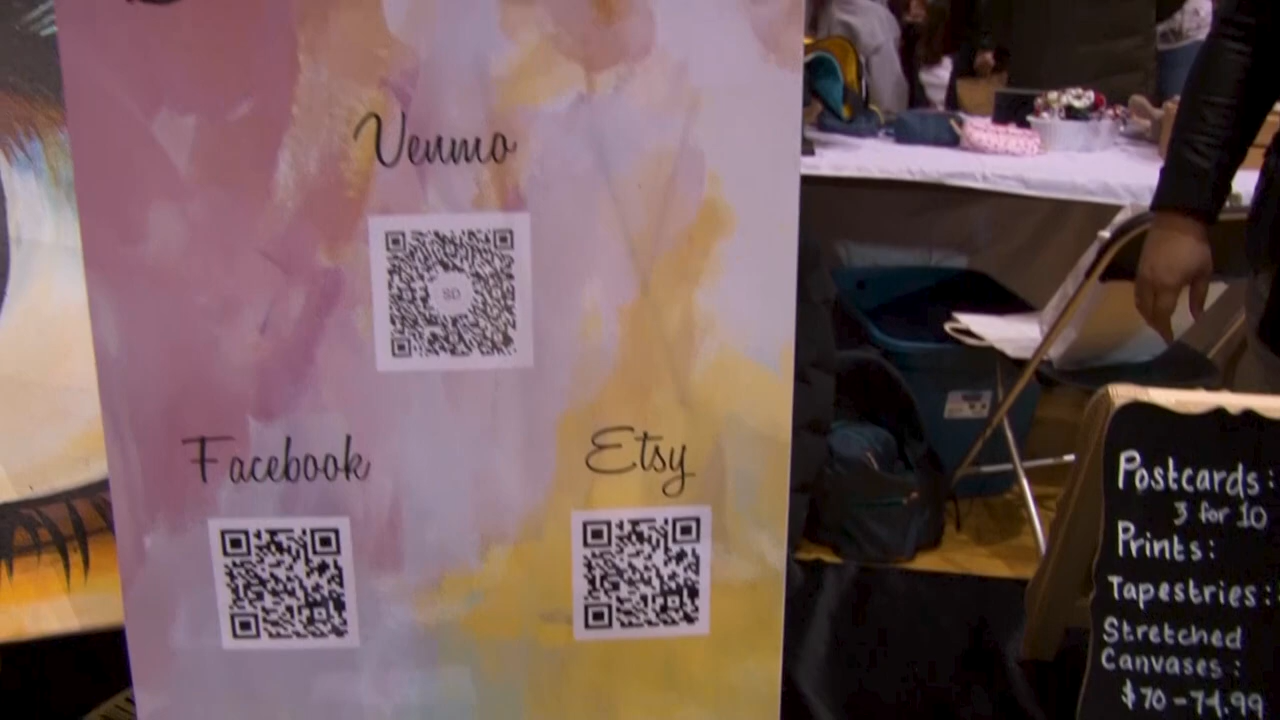 Venmo
SD
Facebook
Etsy
Postcards:
3 for 10
Prints:
Tapestries:
Stretched
Canvases:
$70-74.99